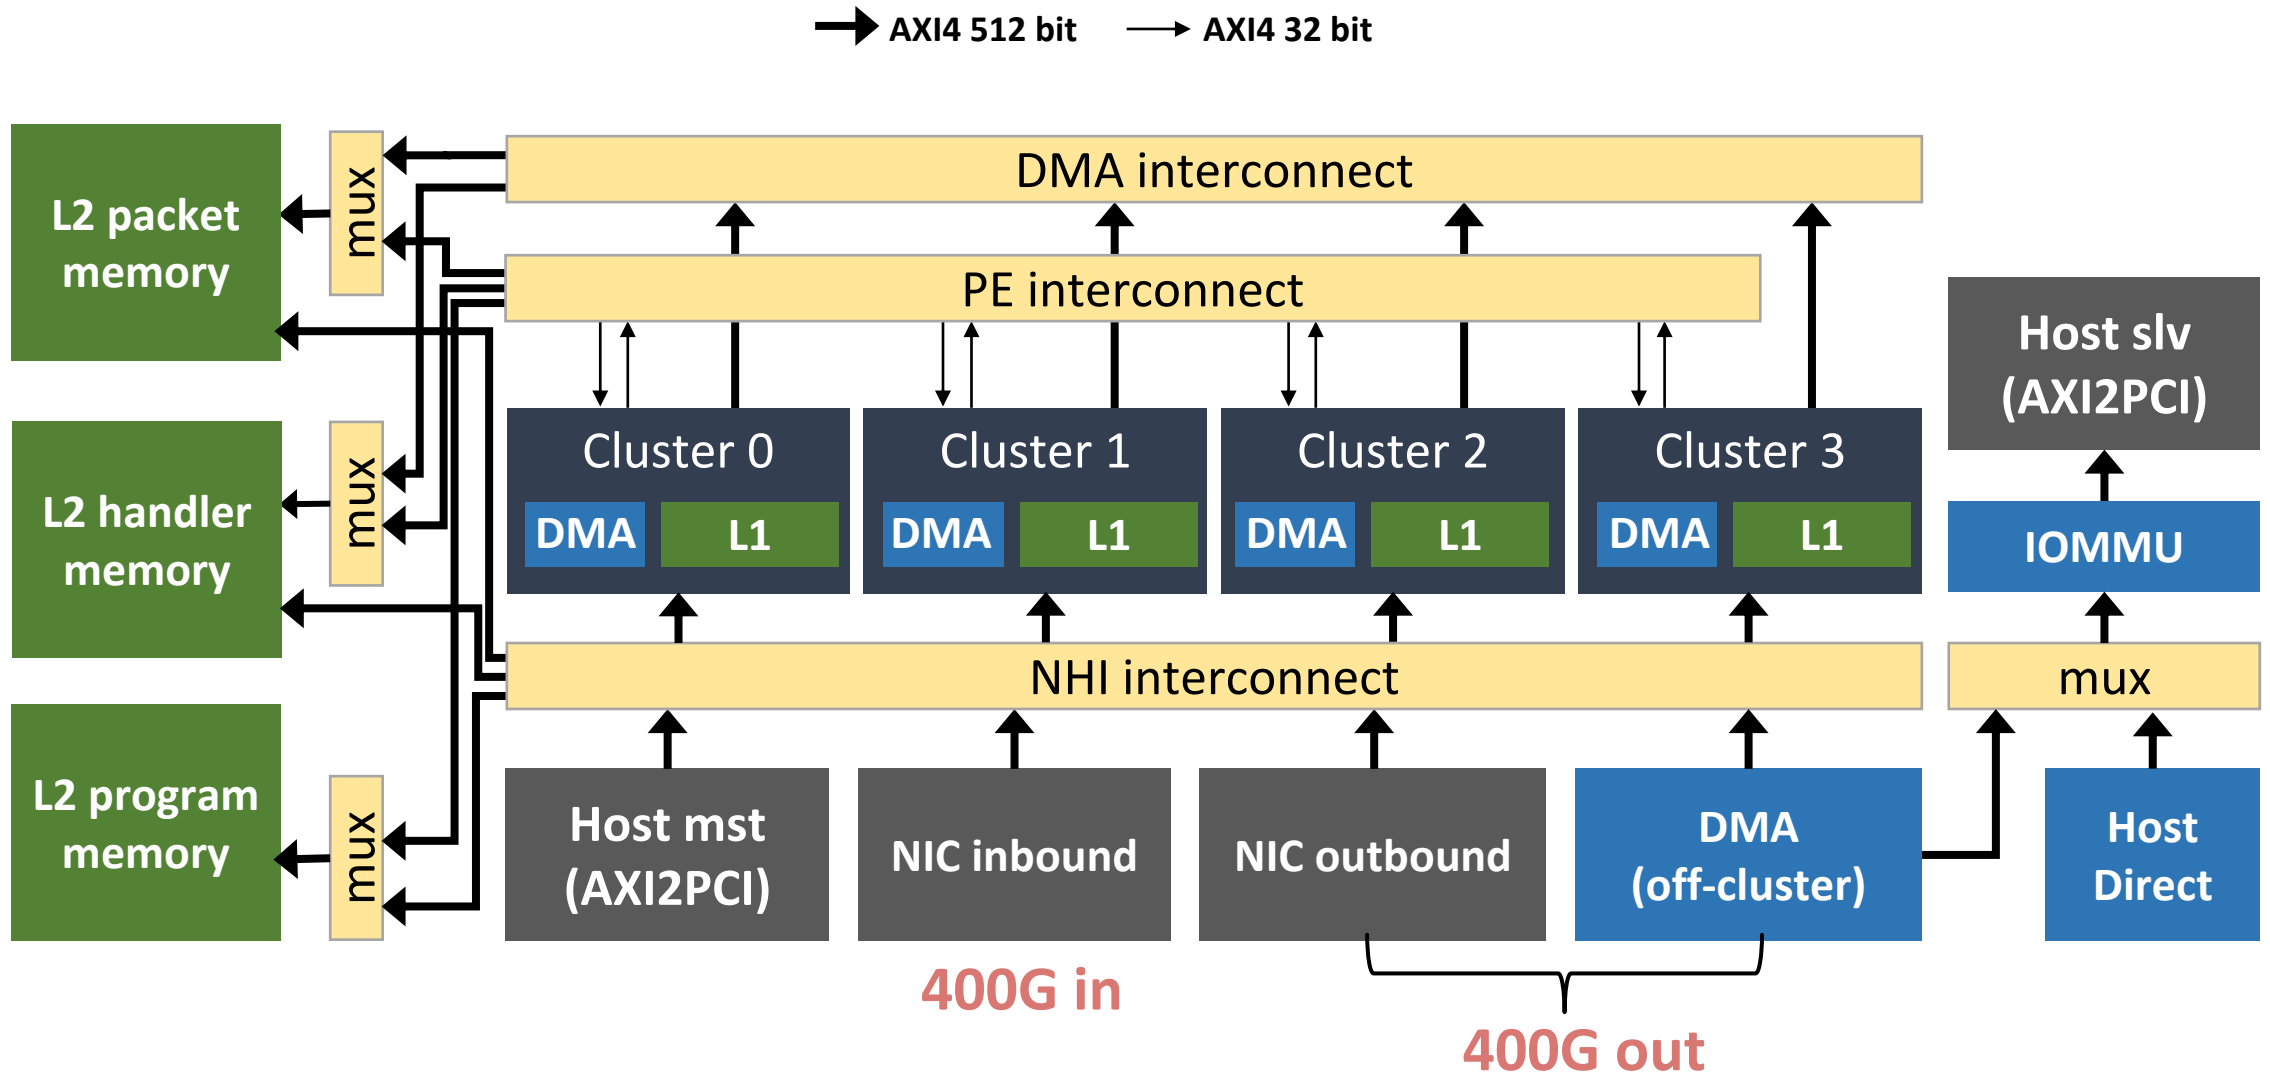 AXI4 512 bit
AXI4 32 bit
L2 packet
memory
mux
DMA interconnect
PE interconnect
Host slv
(AXI2PCI)
L2 handler
memory
mux
Cluster 0
DMA
L1
Cluster 1
DMA
L1
Cluster 2
DMA
L1
Cluster 3
DMA
L1
IOMMU
NHI interconnect
mux
L2 program
memory
mux
Host mst
(AXI2PCI)
NIC inbound
NIC outbound
DMA
(off-cluster)
Host
Direct
400G in
400G out